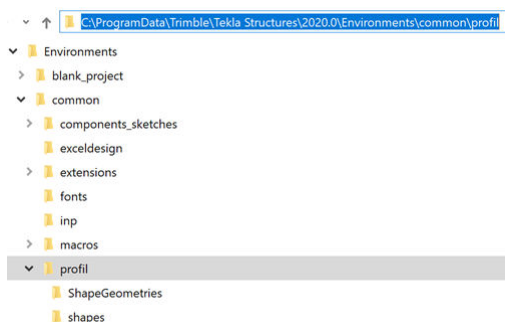 C:\ProgramData\Trimble\Tekla Structures\2020.0\Environments\common\profil
Environments
blank_project
common
components_sketches
exceldesign
extensions
fonts
inp
macros
profil
ShapeGeometries
shapes